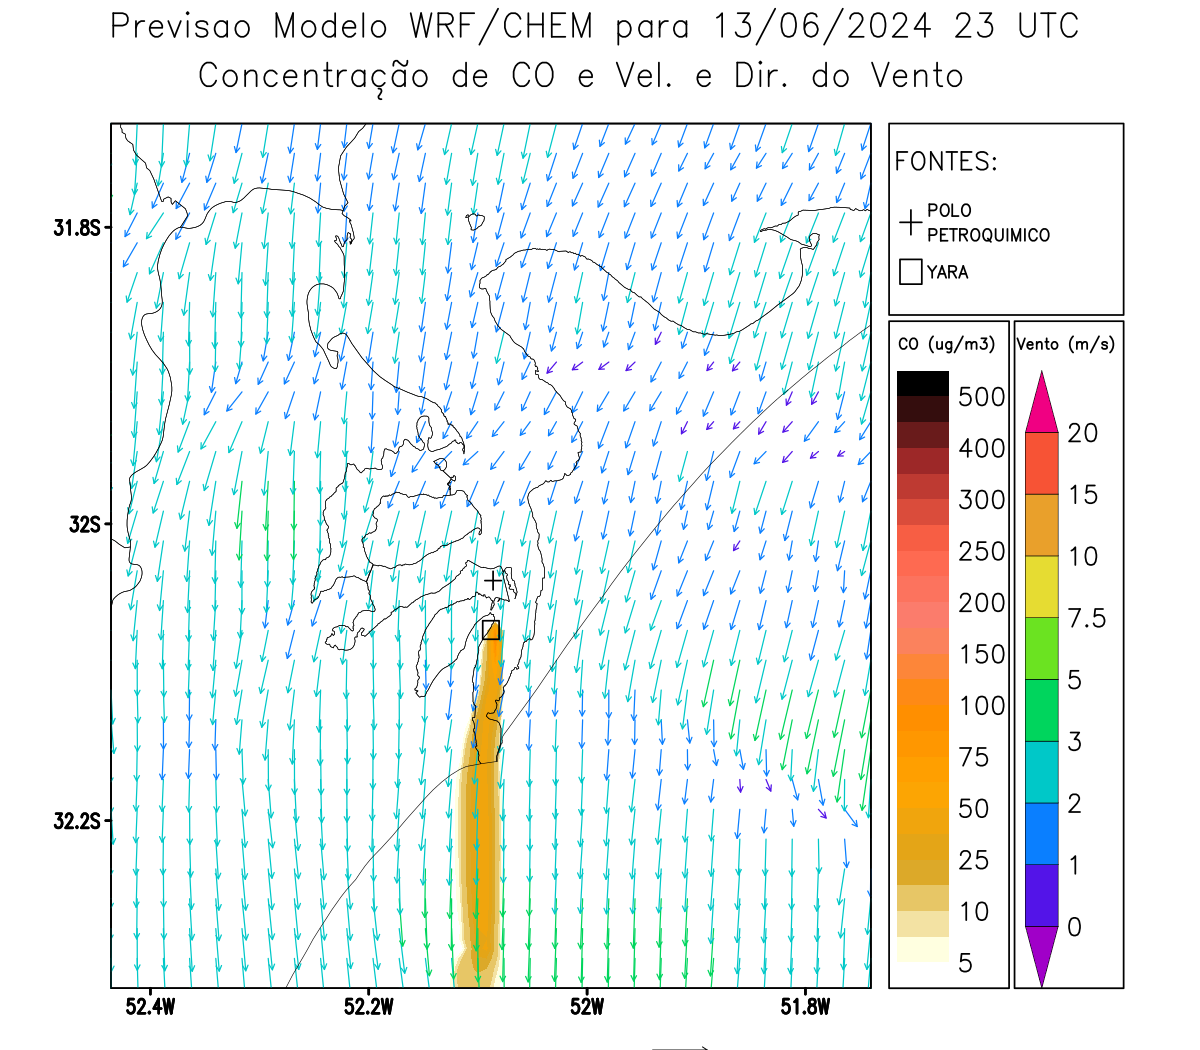 Previsao Modelo WRF/CHEM para 13/06/2024 23 UTC
Concentração de CO e Vel. e Dir. do Vento
FONTES:
POLO
PETROQUIMICO
YARA
CO (ug/m3)
500
400
300
250
200
150
100
75
50
25
10
5
Vento (m/s)
20
15
10
7.5
5
3
2
1
0
31.8S
32S
32.2S
52.4W
52.2W
52W
51.8W